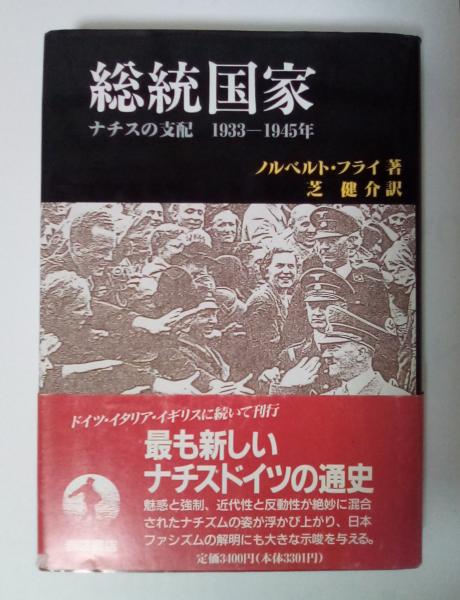 総統国家
ナチスの支配 1933—1945年
ノルベルト・フライ 著
芝 健介 訳
ドイツ・イタリア・イギリスに続いて刊行
最も新しい
ナチスドイツの通史
魅惑と強制、近代性と反動性が絶妙に混合
されたナチズムの姿が浮かび上がり、日本
ファシズムの解明にも大きな示唆を与える。
定価3400円(本体3301円)